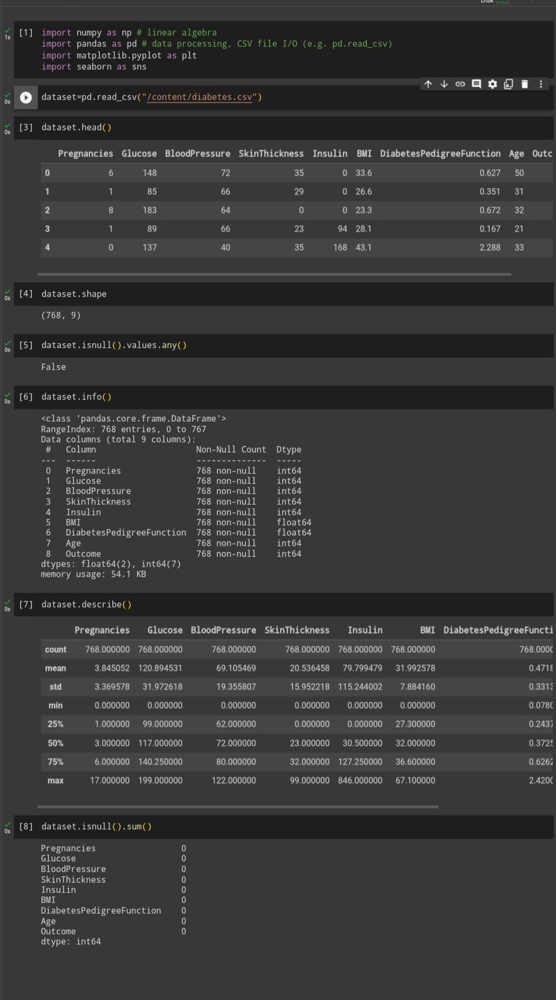 Disk
1s
[1] import numpy as np # linear algebra
import pandas as pd # data processing, CSV file I/O (e.g. pd.read_csv)
import matplotlib.pyplot as plt
import seaborn as sns
0s
dataset=pd.read_csv("/content/diabetes.csv")
0s
[3] dataset.head()
Pregnancies Glucose BloodPressure SkinThickness Insulin BMI DiabetesPedigreeFunction Age Outc
0 6 148 72 35 0 33.6 0.627 50
1 1 85 66 29 0 26.6 0.351 31
2 8 183 64 0 0 23.3 0.672 32
3 1 89 66 23 94 28.1 0.167 21
4 0 137 40 35 168 43.1 2.288 33
0s
[4] dataset.shape
(768, 9)
0s
[5] dataset.isnull().values.any()
False
0s
[6] dataset.info()
<class 'pandas.core.frame.DataFrame'>
RangeIndex: 768 entries, 0 to 767
Data columns (total 9 columns):
# Column Non-Null Count Dtype
--- ------ -------------- -----
0 Pregnancies 768 non-null int64
1 Glucose 768 non-null int64
2 BloodPressure 768 non-null int64
3 SkinThickness 768 non-null int64
4 Insulin 768 non-null int64
5 BMI 768 non-null float64
6 DiabetesPedigreeFunction 768 non-null float64
7 Age 768 non-null int64
8 Outcome 768 non-null int64
dtypes: float64(2), int64(7)
memory usage: 54.1 KB
0s
[7] dataset.describe()
Pregnancies Glucose BloodPressure SkinThickness Insulin BMI DiabetesPedigreeFuncti
count 768.000000 768.000000 768.000000 768.000000 768.000000 768.000000 768.0000
mean 3.845052 120.894531 69.105469 20.536458 79.799479 31.992578 0.4718
std 3.369578 31.972618 19.355807 15.952218 115.244002 7.884160 0.3313
min 0.000000 0.000000 0.000000 0.000000 0.000000 0.000000 0.0780
25% 1.000000 99.000000 62.000000 0.000000 0.000000 27.300000 0.2437
50% 3.000000 117.000000 72.000000 23.000000 30.500000 32.000000 0.3725
75% 6.000000 140.250000 80.000000 32.000000 127.250000 36.600000 0.6262
max 17.000000 199.000000 122.000000 99.000000 846.000000 67.100000 2.4200
0s
[8] dataset.isnull().sum()
Pregnancies 0
Glucose 0
BloodPressure 0
SkinThickness 0
Insulin 0
BMI 0
DiabetesPedigreeFunction 0
Age 0
Outcome 0
dtype: int64